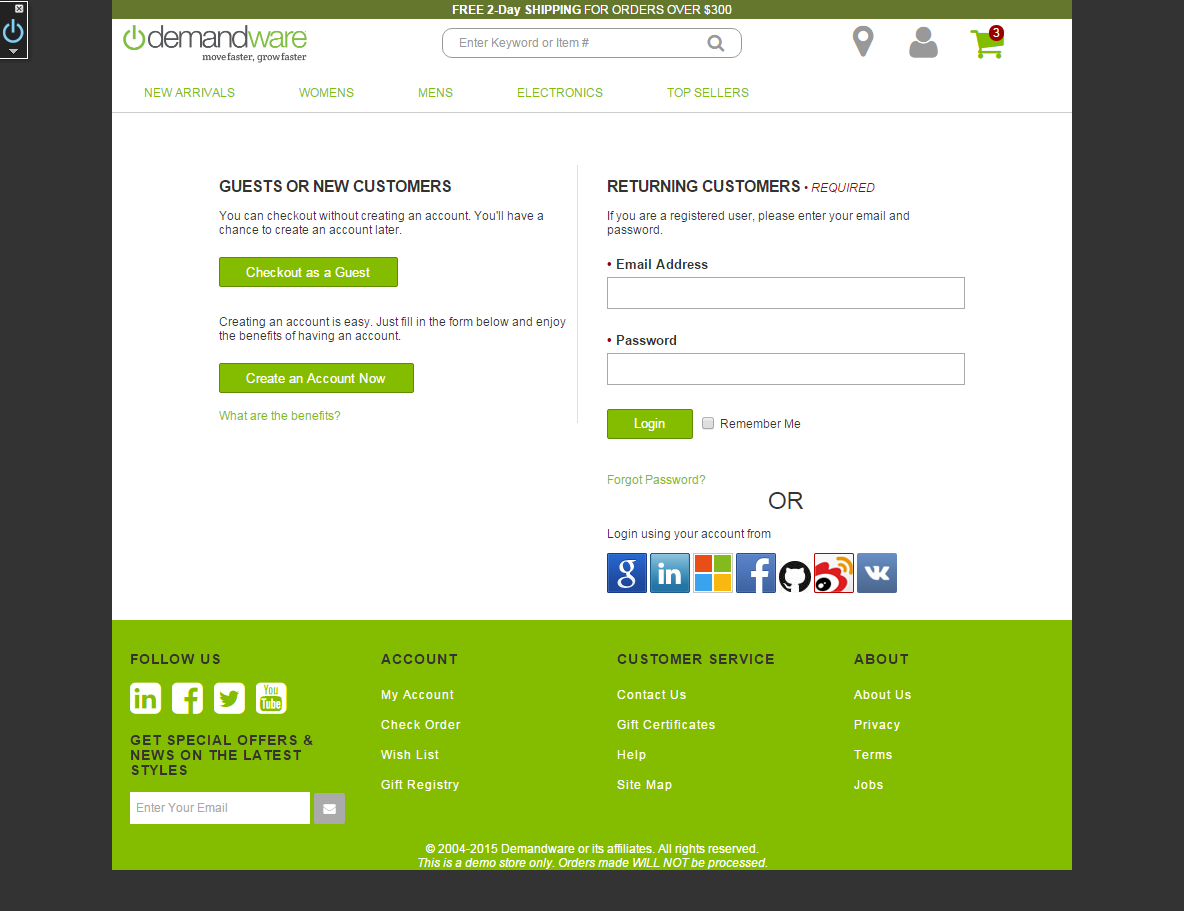 FREE 2-Day SHIPPING FOR ORDERS OVER $300
demandware
move faster, grow faster
Enter Keyword or Item #
3
NEW ARRIVALS WOMENS MENS ELECTRONICS TOP SELLERS
GUESTS OR NEW CUSTOMERS
You can checkout without creating an account. You'll have a
chance to create an account later.
Checkout as a Guest
Creating an account is easy. Just fill in the form below and enjoy
the benefits of having an account.
Create an Account Now
What are the benefits?
RETURNING CUSTOMERS • REQUIRED
If you are a registered user, please enter your email and
password.
• Email Address
• Password
Login
Remember Me
Forgot Password?
OR
Login using your account from
g in f VK
FOLLOW US
in f You
Tube
GET SPECIAL OFFERS &
NEWS ON THE LATEST
STYLES
Enter Your Email
ACCOUNT
My Account
Check Order
Wish List
Gift Registry
CUSTOMER SERVICE
Contact Us
Gift Certificates
Help
Site Map
ABOUT
About Us
Privacy
Terms
Jobs
© 2004-2015 Demandware or its affiliates. All rights reserved.
This is a demo store only. Orders made WILL NOT be processed.